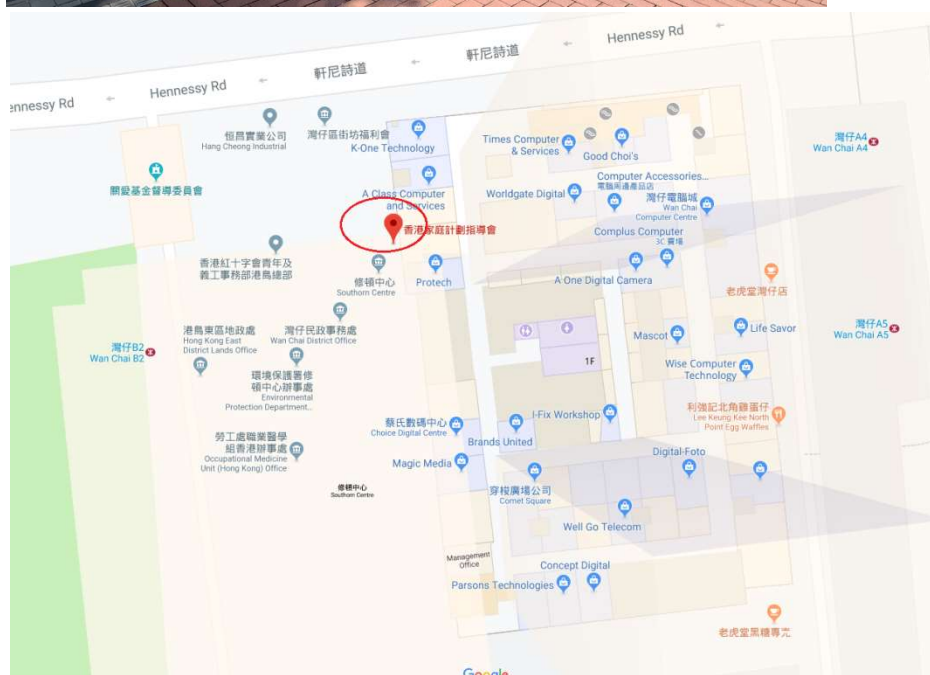 Hennessy Rd
軒尼詩道
軒尼詩道
Hennessy Rd
ennessy Rd
恒昌實業公司
Hang Cheong Industrial
灣仔區街坊福利會
K-One Technology
Times Computer
& Services
Good Choi's
灣仔A4
Wan Chai A4
關愛基金督導委員會
A Class Computer
and Services
Worldgate Digital
Computer Accessories...
電腦周邊產品店
灣仔電腦城
Wan Chai
Computer Centre
香港家庭計劃指導會
Complus Computer
3C 廣場
香港紅十字會青年及
義工事務部港島總部
修頓中心
Southorn Centre
Protech
A One Digital Camera
老虎堂灣仔店
港島東區地政處
Hong Kong East
District Lands Office
灣仔民政事務處
Wan Chai District Office
灣仔B2
Wan Chai B2
Mascot
Life Savor
灣仔A5
Wan Chai A5
環境保護署修
頓中心辦事處
Environmental
Protection Department...
1F
Wise Computer
Technology
蔡氏數碼中心
Choice Digital Centre
I-Fix Workshop
Brands United
利強記北角雞蛋仔
Lee Keung Kee North
Point Egg Waffles
勞工處職業醫學
組香港辦事處
Occupational Medicine
Unit (Hong Kong) Office
Magic Media
Digital-Foto
修頓中心
Southorn Centre
穿梭廣場公司
Comet Square
Well Go Telecom
Management
Office
Concept Digital
Parsons Technologies
老虎堂黑糖專売
Google